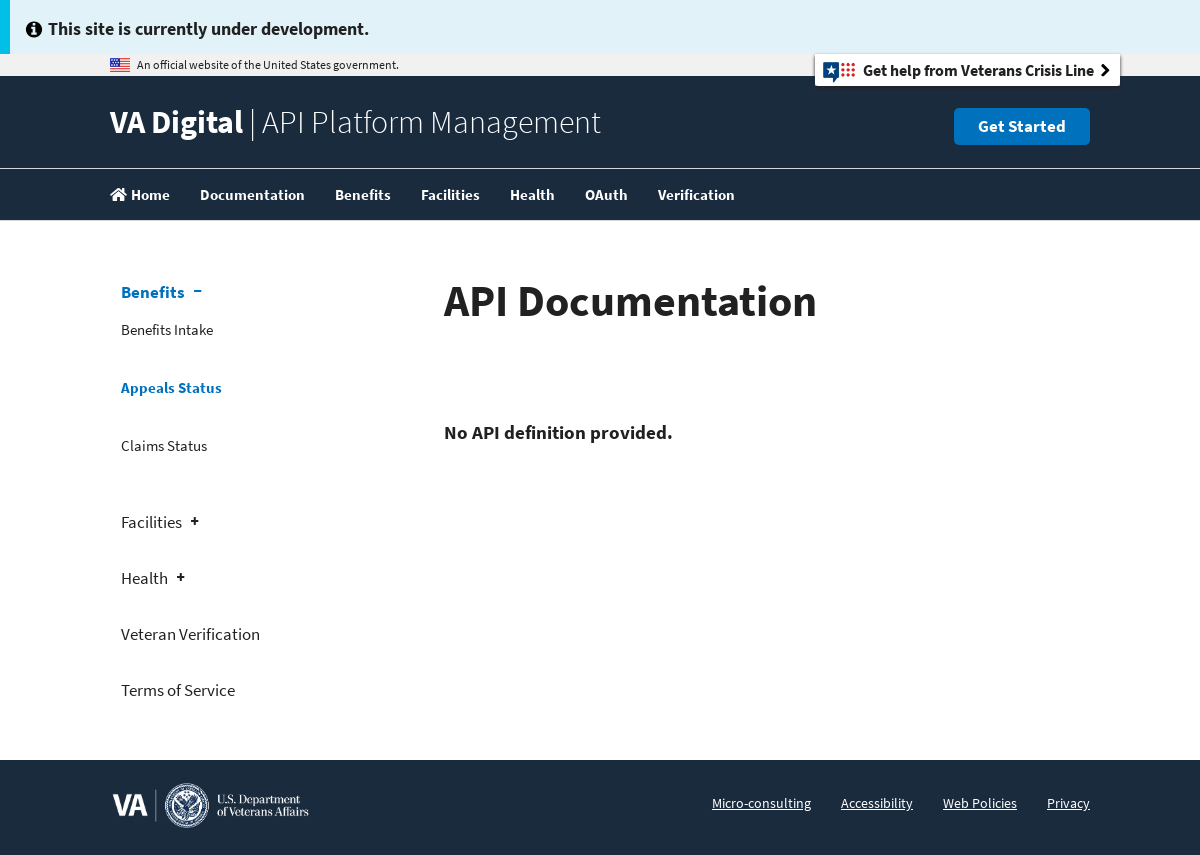 This site is currently under development.
An official website of the United States government.
Get help from Veterans Crisis Line
VA Digital | API Platform Management
Get Started
Home Documentation Benefits Facilities Health OAuth Verification
Benefits −
Benefits Intake
Appeals Status
Claims Status
Facilities +
Health +
Veteran Verification
Terms of Service
API Documentation
No API definition provided.
VA
U.S. Department
of Veterans Affairs
Micro-consulting Accessibility Web Policies Privacy